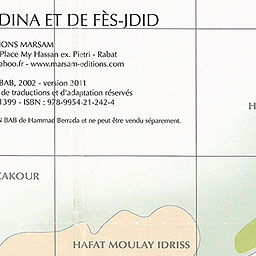 DINA ET DE FÈS-JDID
IONS MARSAM
Place My Hassan ex. Pietri - Rabat
hoo.fr - www.marsam-editions.com
BAB, 2002 - version 2011
de traductions et d'adaptation réservés
1399 - ISBN : 978-9954-21-242-4
N BAB de Hammad Berrada et ne peut être vendu séparement.
H
ZAKOUR
HAFAT MOULAY IDRISS